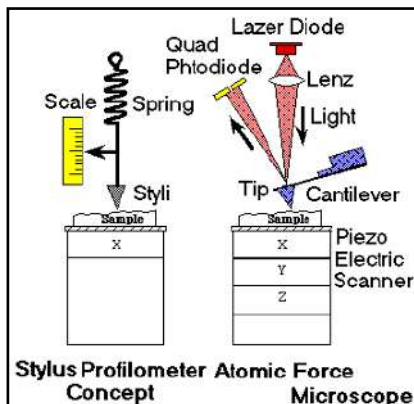 Lazer Diode
Quad
Phtodiode
Lenz
Scale
Spring
Light
Styli
Tip
Cantilever
Sample
Sample
X
X
Piezo
Electric
Scanner
Y
Z
Stylus Profilometer
Concept
Atomic Force
Microscope